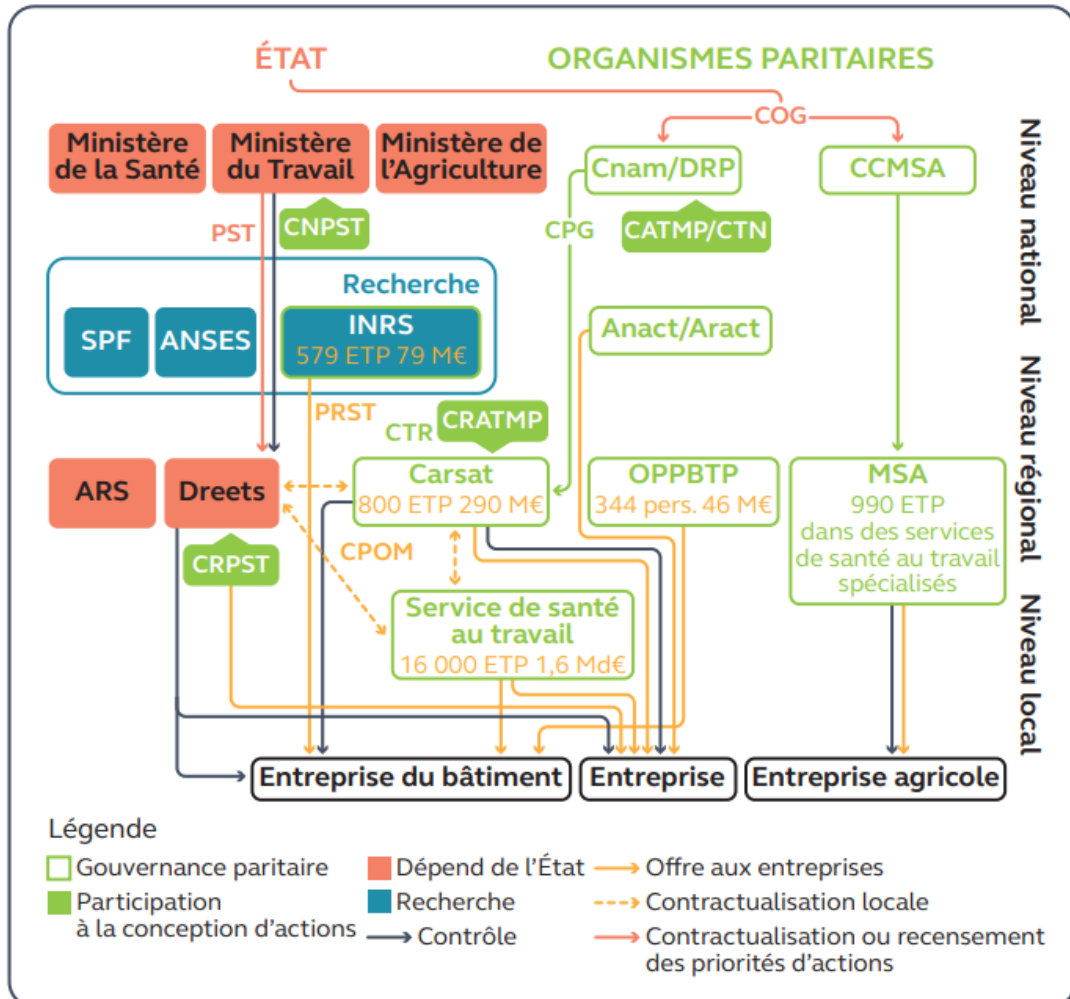 ÉTAT
ORGANISMES PARITAIRES
COG
Ministère
de la Santé
Ministère
du Travail
Ministère de
l'Agriculture
Cnam/DRP
CCMSA
PST
CNPST
CPG
CATMP/CTN
Niveau national
Recherche
SPF
ANSES
INRS
579 ETP 79 M€
Anact/Aract
PRST
CTR
CRATMP
Niveau régional
ARS
Dreets
Carsat
800 ETP 290 M€
OPPBTP
344 pers. 46 M€
MSA
990 ETP
dans des services
de santé au travail
spécialisés
CRPST
CPOM
Service de santé
au travail
16 000 ETP 1,6 Md€
Niveau local
Entreprise du bâtiment
Entreprise
Entreprise agricole
Légende
Gouvernance paritaire
Participation
à la conception d'actions
Dépend de l'État
Recherche
Contrôle
Offre aux entreprises
Contractualisation locale
Contractualisation ou recensement
des priorités d'actions